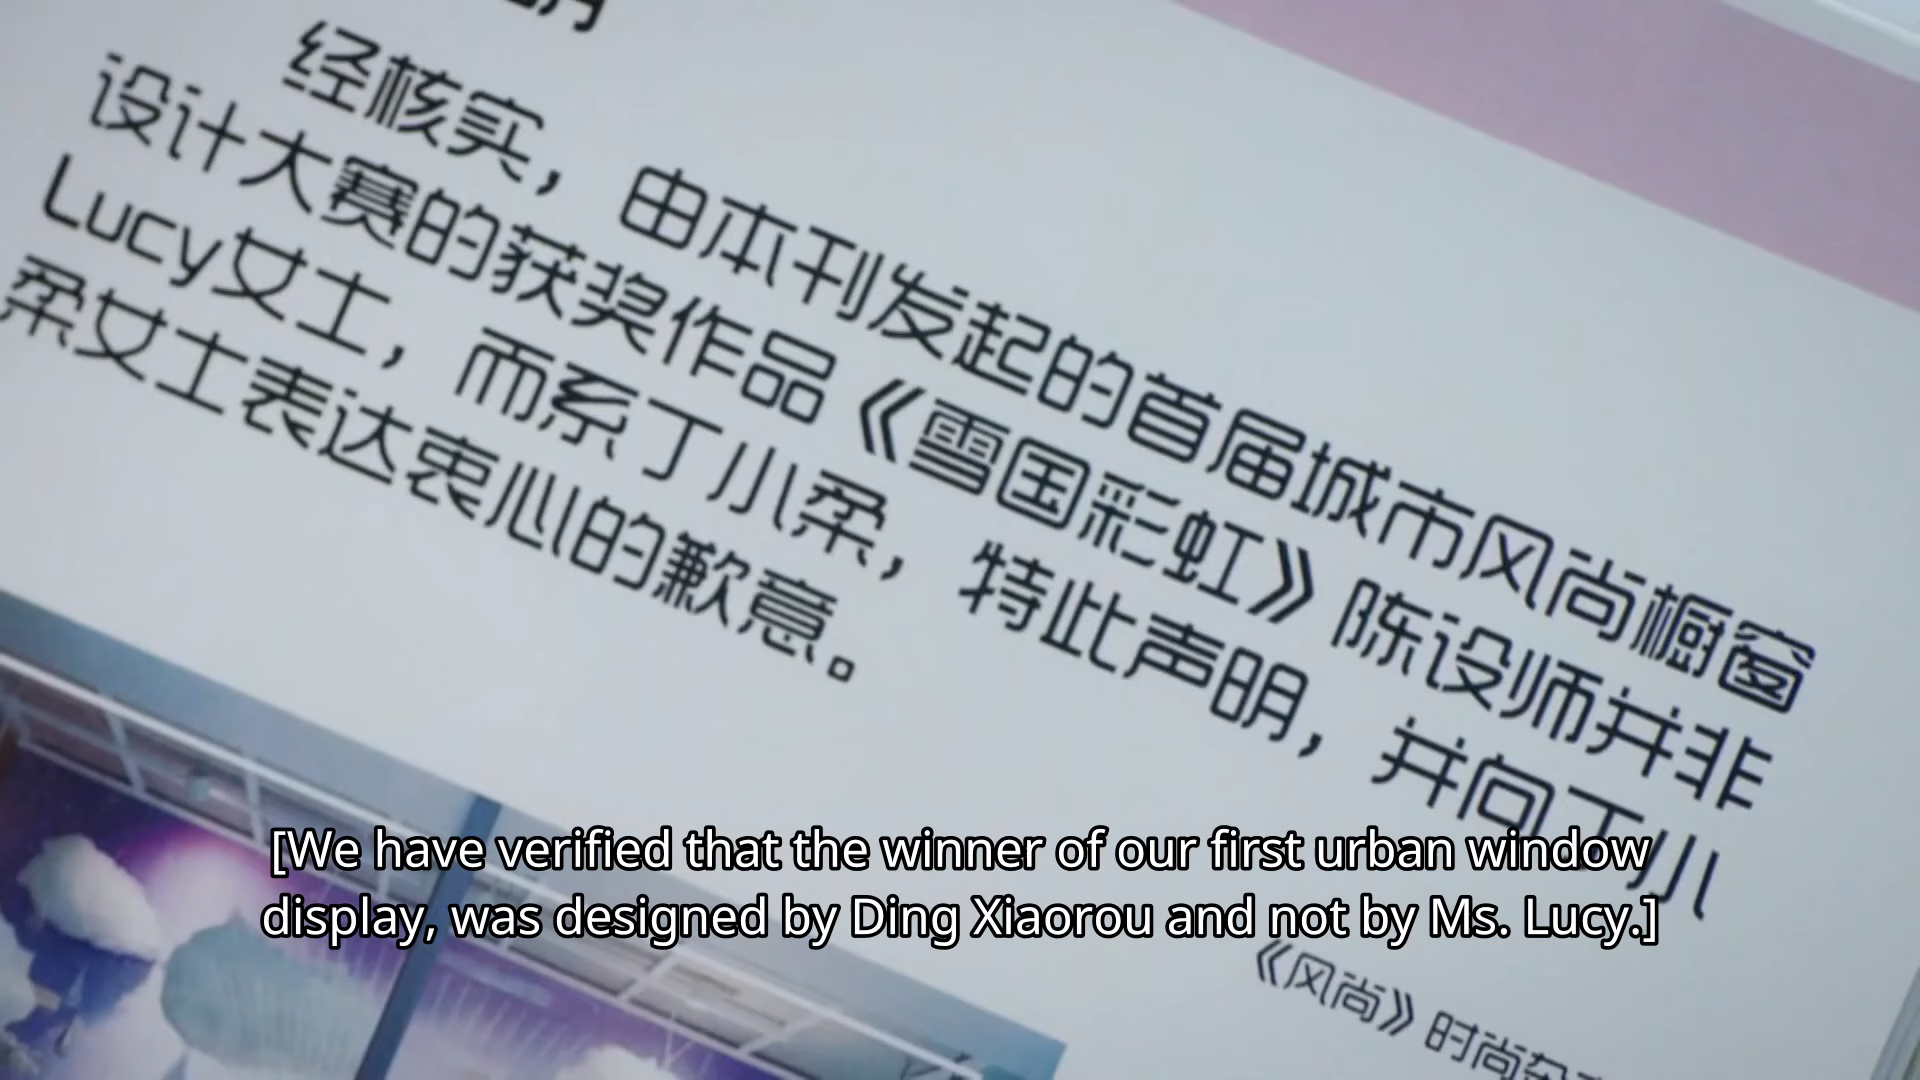 经核实，由本刊发起的首届城市风尚橱窗
设计大赛的获奖作品《雪国彩虹》陈设师并非
Lucy女士，而系丁小柔，特此声明，并向丁小
柔女士表达衷心的歉意。
[We have verified that the winner of our first urban window
display, was designed by Ding Xiaorou and not by Ms. Lucy.]
《风尚》时尚杂